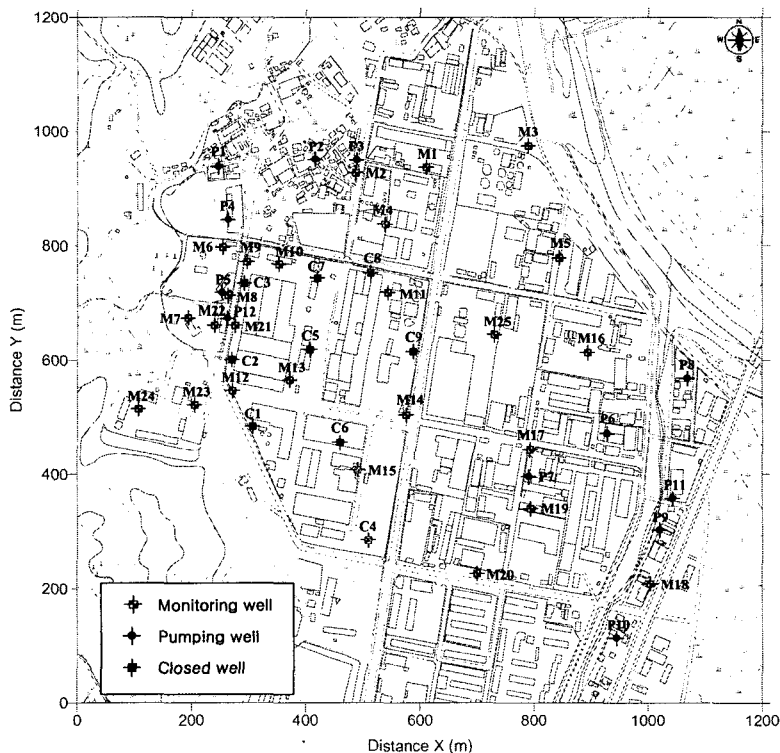 1200
N
W E
S
1000
M3
P1
P2
P3
M1
M2
P4
M4
800
M6
M9
M10
C8
M5
C7
C3
P5
M8
M11
M22
P12
M7
M21
M25
M16
C5
C9
600
C2
M13
P8
M12
M24
M23
M14
C1
C6
P6
M17
M15
400
P7
P11
M19
P9
C4
M20
M18
200
Monitoring well
Pumping well
P10
Closed well
0
0 200 400 600 800 1000 1200
Distance X (m)
Distance Y (m)